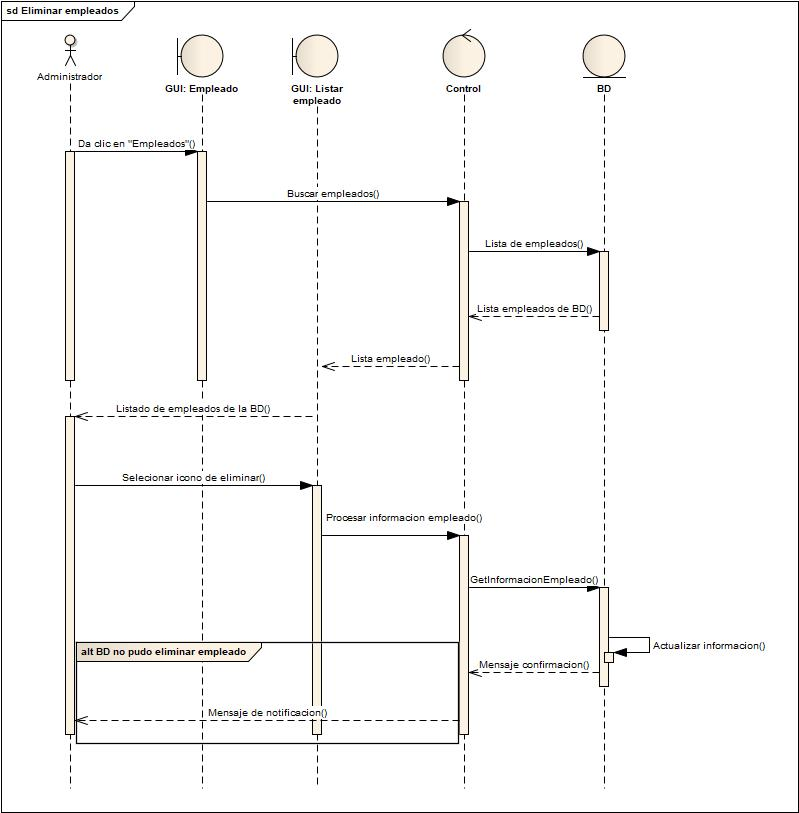 sd Eliminar empleados
Administrador
GUI: Empleado
GUI: Listar
empleado
Control
BD
Da clic en "Empleados"()
Buscar empleados()
Lista de empleados()
Lista empleados de BD()
Lista empleado()
Listado de empleados de la BD()
Selecionar icono de eliminar()
Procesar informacion empleado()
GetInformacionEmpleado()
Actualizar informacion()
alt BD no pudo eliminar empleado
Mensaje confirmacion()
Mensaje de notificacion()